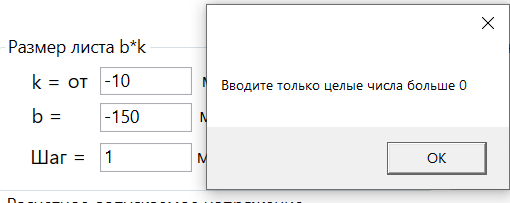 Размер листа b*k
k = от -10
b = -150
Шаг = 1 м
Вводите только целые числа больше 0
OK